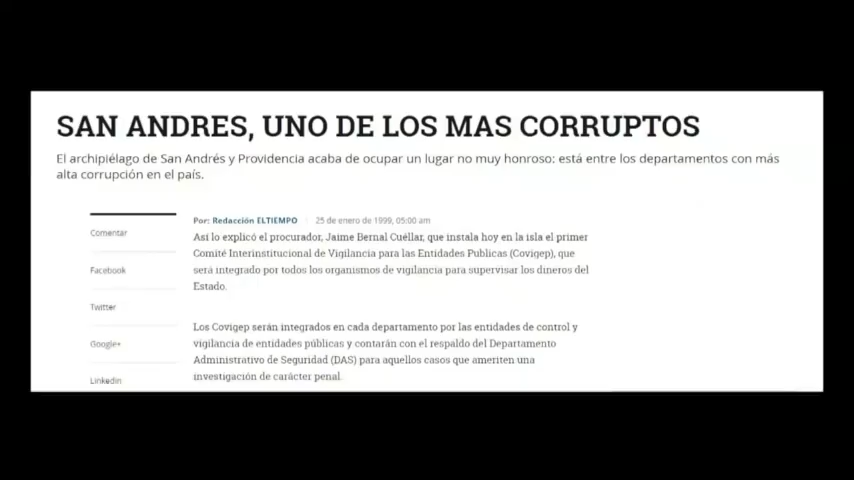 SAN ANDRES, UNO DE LOS MAS CORRUPTOS
El archipiélago de San Andrés y Providencia acaba de ocupar un lugar no muy honroso: está entre los departamentos con más
alta corrupción en el país.
Por: Redacción ELTIEMPO 25 de enero de 1999, 05:00 am
Así lo explicó el procurador, Jaime Bernal Cuéllar, que instala hoy en la isla el primer
Comité Interinstitucional de Vigilancia para las Entidades Publicas (Covigep), que
será integrado por todos los organismos de vigilancia para supervisar los dineros del
Estado.
Los Covigep serán integrados en cada departamento por las entidades de control y
vigilancia de entidades públicas y contarán con el respaldo del Departamento
Administrativo de Seguridad (DAS) para aquellos casos que ameriten una
investigación de carácter penal.
Comentar
Facebook
Twitter
Google+
Linkedin